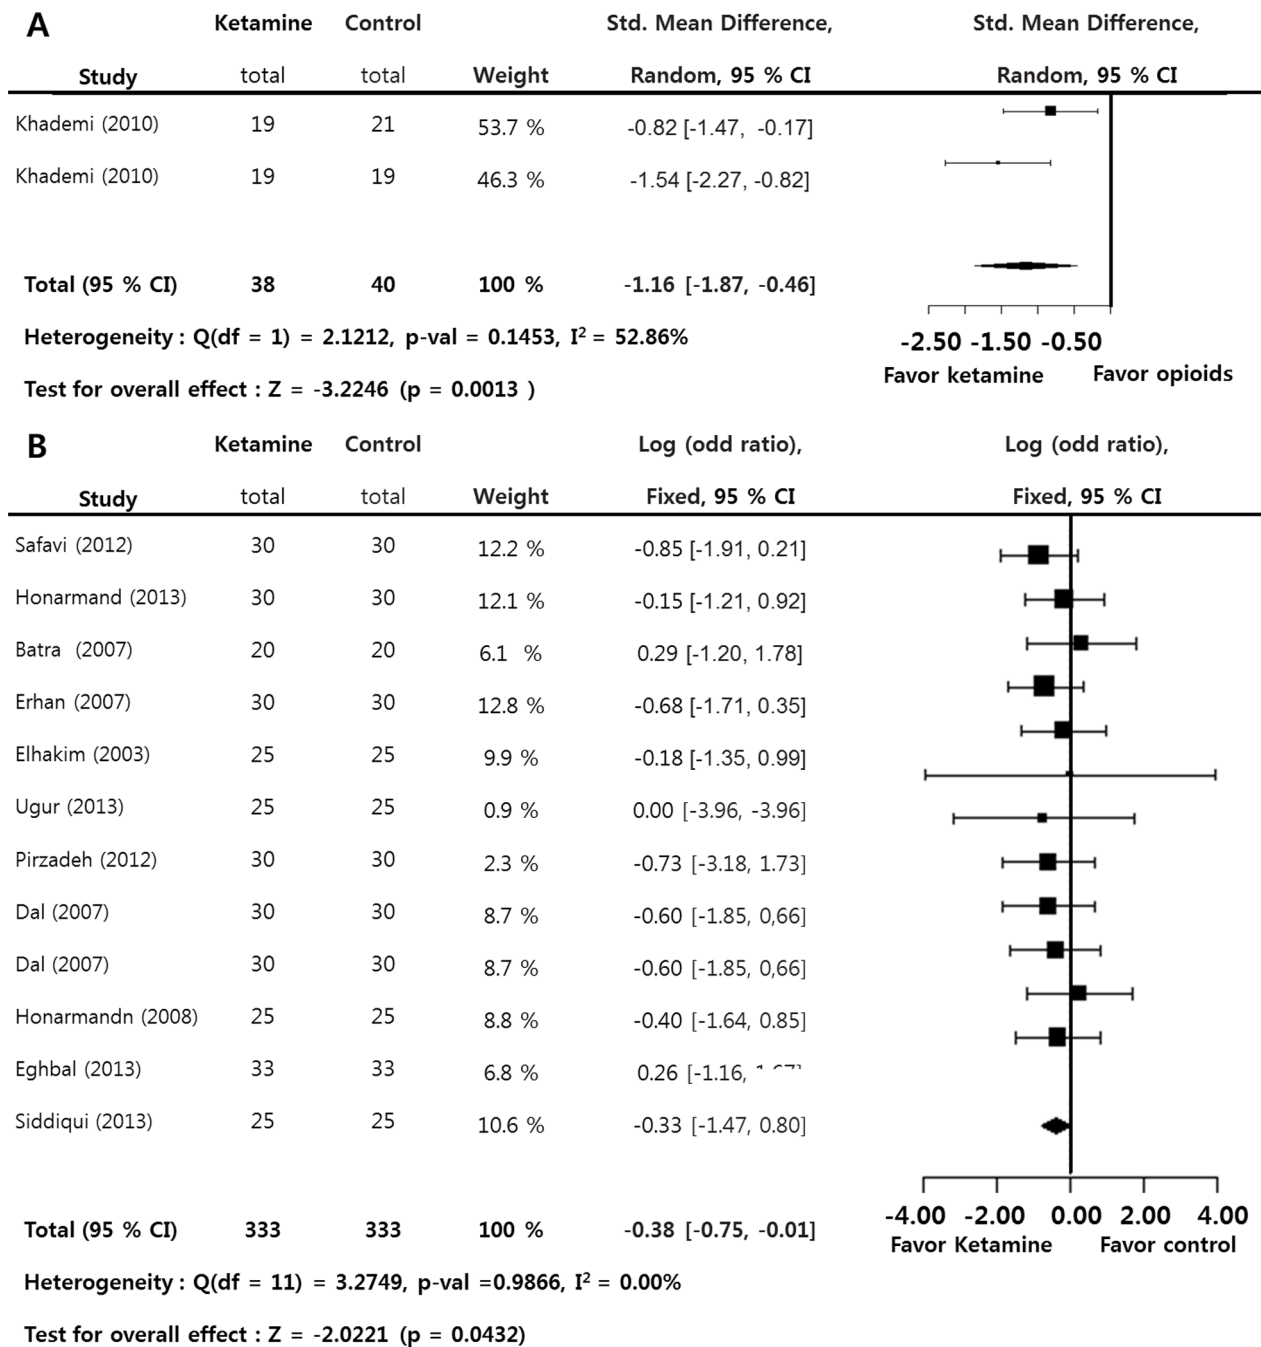 A Ketamine Control Std. Mean Difference, Std. Mean Difference,
Study total total Weight Random, 95 % CI Random, 95 % CI
Khademi (2010) 19 21 53.7 % -0.82 [-1.47, -0.17]
Khademi (2010) 19 19 46.3 % -1.54 [-2.27, -0.82]
Total (95 % CI) 38 40 100 % -1.16 [-1.87, -0.46]
Heterogeneity : Q(df = 1) = 2.1212, p-val = 0.1453, I² = 52.86%
-2.50 -1.50 -0.50
Favor ketamine Favor opioids
Test for overall effect : Z = -3.2246 (p = 0.0013 )
B Ketamine Control Log (odd ratio), Log (odd ratio),
Study total total Weight Fixed, 95 % CI Fixed, 95 % CI
Safavi (2012) 30 30 12.2 % -0.85 [-1.91, 0.21]
Honarmand (2013) 30 30 12.1 % -0.15 [-1.21, 0.92]
Batra (2007) 20 20 6.1 % 0.29 [-1.20, 1.78]
Erhan (2007) 30 30 12.8 % -0.68 [-1.71, 0.35]
Elhakim (2003) 25 25 9.9 % -0.18 [-1.35, 0.99]
Ugur (2013) 25 25 0.9 % 0.00 [-3.96, -3.96]
Pirzadeh (2012) 30 30 2.3 % -0.73 [-3.18, 1.73]
Dal (2007) 30 30 8.7 % -0.60 [-1.85, 0,66]
Dal (2007) 30 30 8.7 % -0.60 [-1.85, 0,66]
Honarmandn (2008) 25 25 8.8 % -0.40 [-1.64, 0.85]
Eghbal (2013) 33 33 6.8 % 0.26 [-1.16,
Siddiqui (2013) 25 25 10.6 % -0.33 [-1.47, 0.80]
Total (95 % CI) 333 333 100 % -0.38 [-0.75, -0.01]
-4.00 -2.00 0.00 2.00 4.00
Favor Ketamine Favor control
Heterogeneity : Q(df = 11) = 3.2749, p-val =0.9866, I² = 0.00%
Test for overall effect : Z = -2.0221 (p = 0.0432)